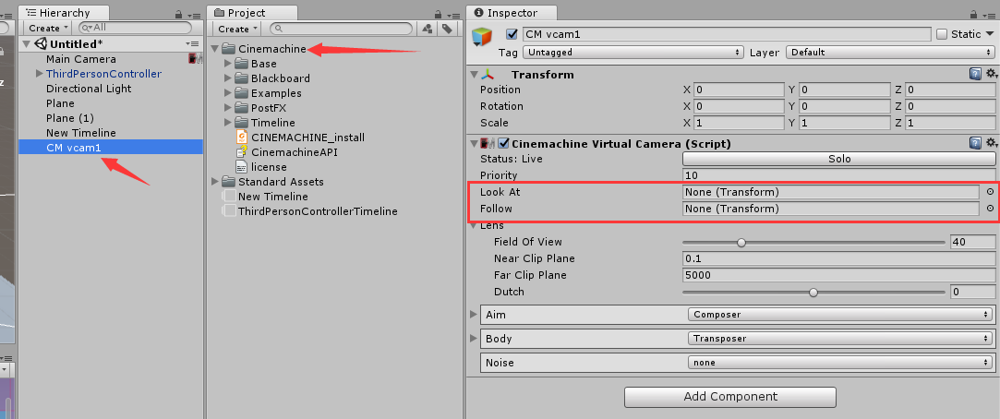 Hierarchy
Create
All
Untitled*
Main Camera
ThirdPersonController
Directional Light
Plane
Plane (1)
New Timeline
CM vcam1
Project
Create
Cinemachine
Base
Blackboard
Examples
PostFX
Timeline
CINEMACHINE_install
CinemachineAPI
license
Standard Assets
New Timeline
ThirdPersonControllerTimeline
Inspector
CM vcam1 Static
Tag Untagged Layer Default
Transform
Position X 0 Y 0 Z 0
Rotation X 0 Y 0 Z 0
Scale X 1 Y 1 Z 1
Cinemachine Virtual Camera (Script)
Status: Live Solo
Priority 10
Look At None (Transform)
Follow None (Transform)
Lens
Field Of View 40
Near Clip Plane 0.1
Far Clip Plane 5000
Dutch 0
Aim Composer
Body Transposer
Noise none
Add Component